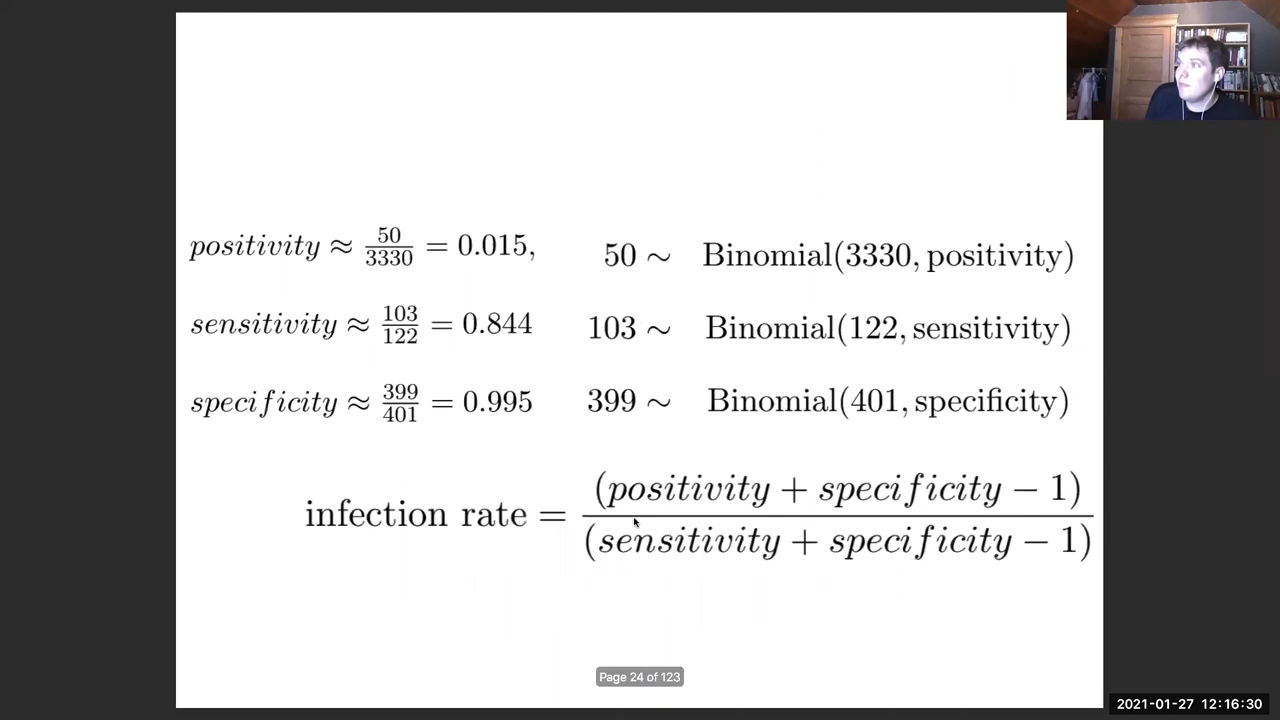 positivity ≈ 50/3330 = 0.015, 50 ∼ Binomial(3330, positivity)
sensitivity ≈ 103/122 = 0.844 103 ∼ Binomial(122, sensitivity)
specificity ≈ 399/401 = 0.995 399 ∼ Binomial(401, specificity)
infection rate = (positivity + specificity − 1)/(sensitivity + specificity − 1)
Page 24 of 123
2021-01-27 12:16:30